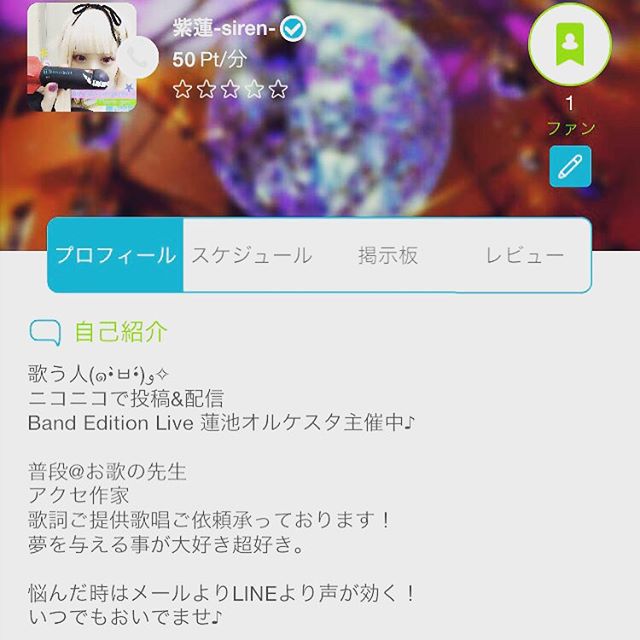 紫蓮-siren-
50 Pt/分
☆☆☆☆☆
1
ファン
プロフィール スケジュール 掲示板 レビュー
自己紹介
歌う人(๑•̀ㅂ•́)و✧
ニコニコで投稿&配信
Band Edition Live 蓮池オルケスタ主催中♪
普段@お歌の先生
アクセ作家
歌詞ご提供歌唱ご依頼承っております！
夢を与える事が大好き超好き。
悩んだ時はメールよりLINEより声が効く！
いつでもおいでませ♪